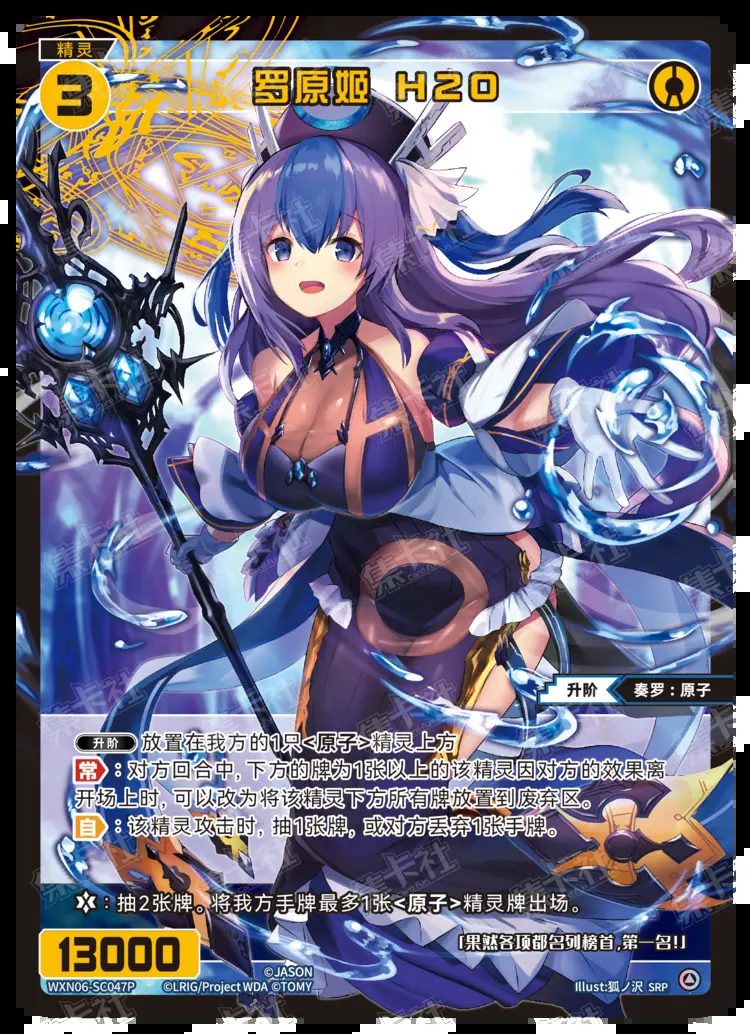 精灵
3
罗原姬 H2O
升阶 奏罗:原子
升阶 放置在我方的1只<原子>精灵上方
常:对方回合中,下方的牌为1张以上的该精灵因对方的效果离
开场上时,可以改为将该精灵下方所有牌放置到废弃区。
自:该精灵攻击时,抽1张牌,或对方丢弃1张手牌。
:抽2张牌。将我方手牌最多1张<原子>精灵牌出场。
「果然各项都名列榜首,第一名!」
13000
©JASON
WXN06-SC047P ©LRIG/Project WDA ©TOMY Illust:狐ノ沢 SRP
集卡社